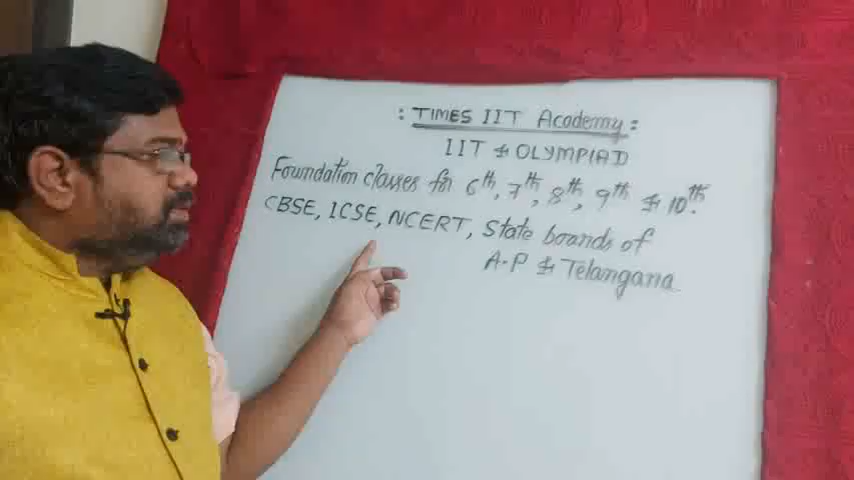 : TIMES IIT Academy :
IIT & OLYMPIAD
Foundation classes for 6th, 7th, 8th, 9th & 10th.
CBSE, ICSE, NCERT, State boards of
A.P & Telangana